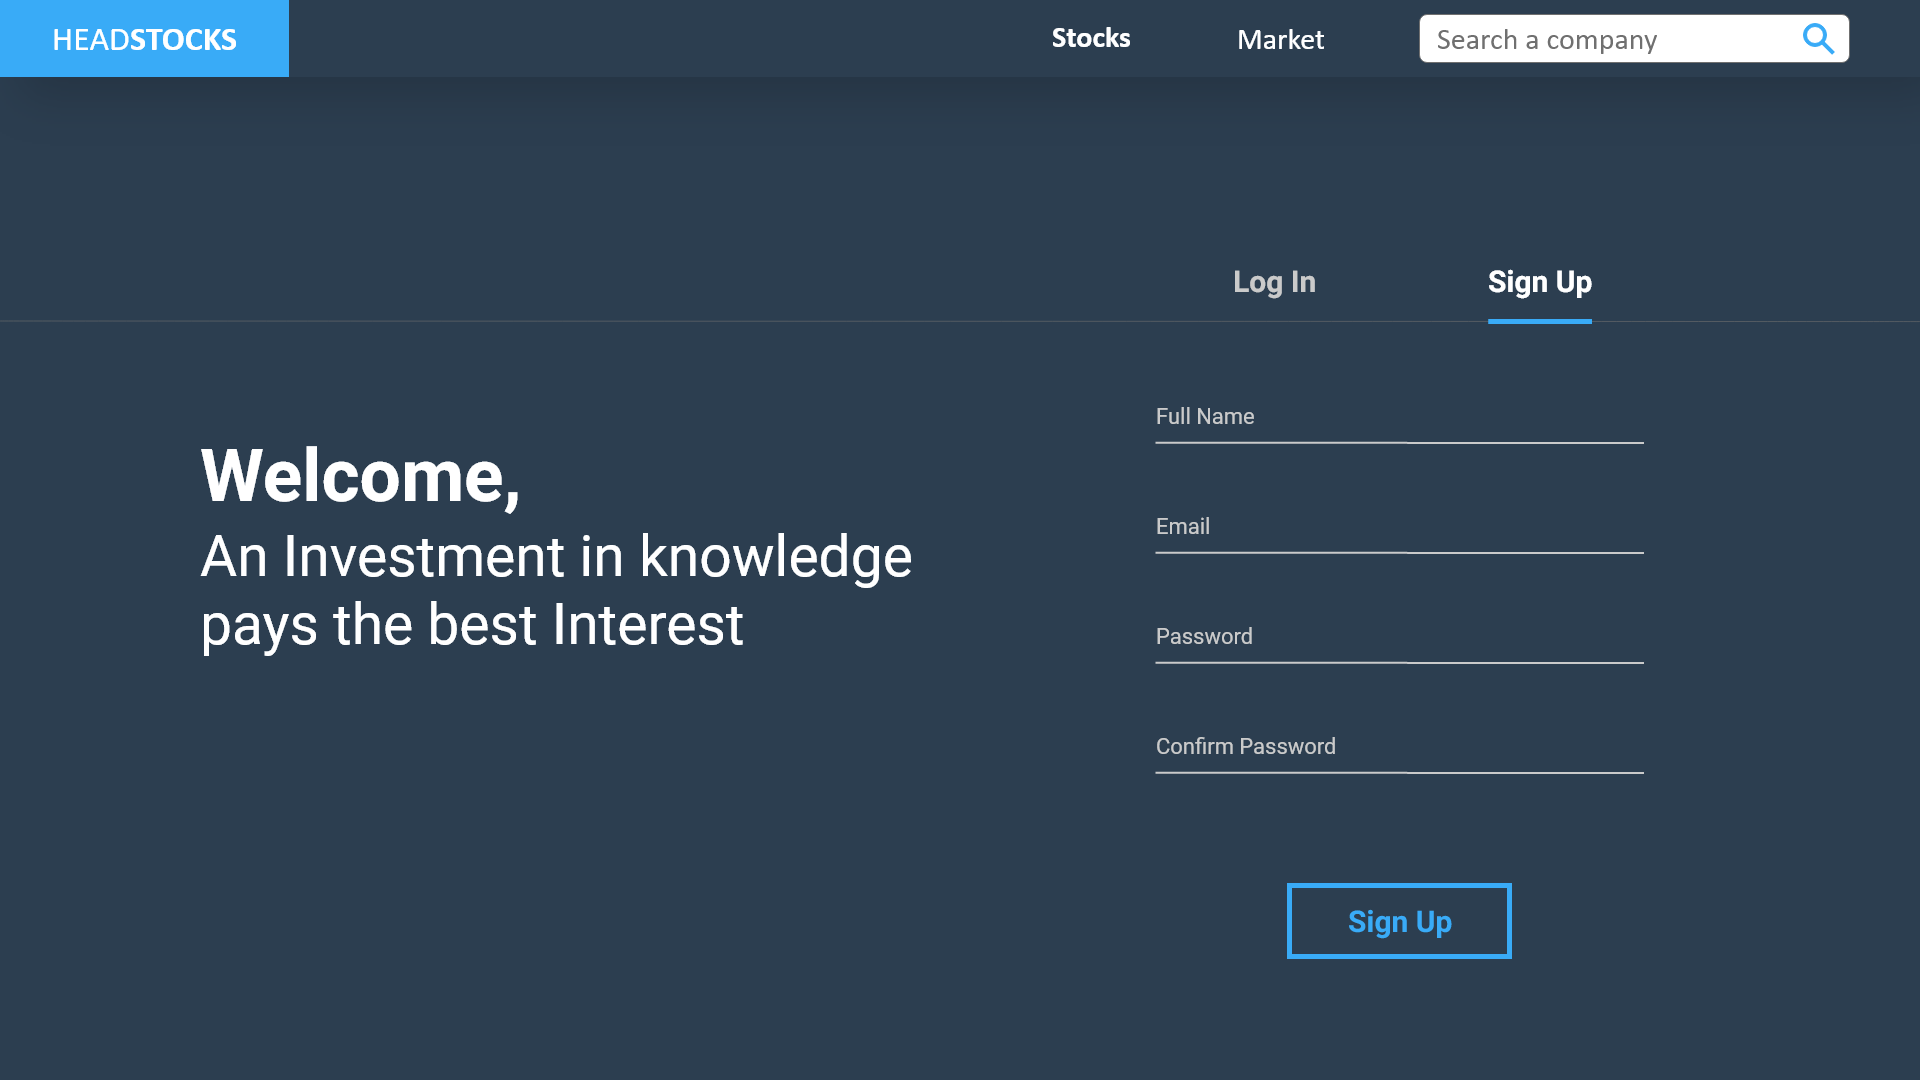 HEADSTOCKS
Stocks
Market
Search a company
Log In
Sign Up
Welcome,
An Investment in knowledge
pays the best Interest
Full Name
Email
Password
Confirm Password
Sign Up